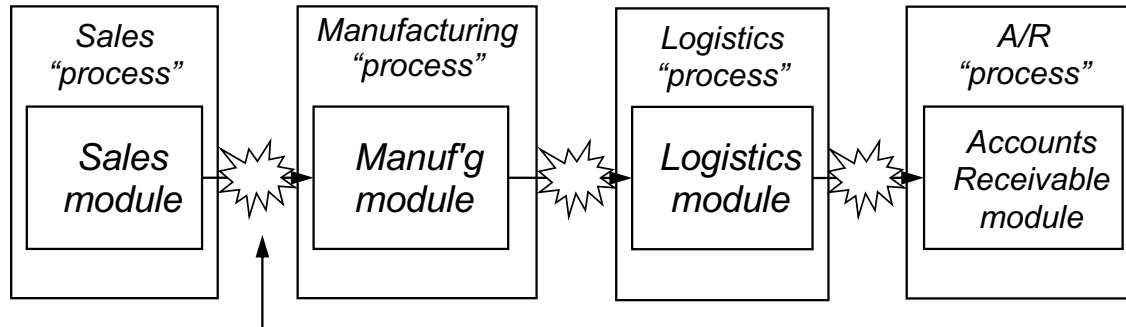 Sales
“process”
Sales
module
Manufacturing
“process”
Manuf'g
module
Logistics
“process”
Logistics
module
A/R
“process”
Accounts
Receivable
module